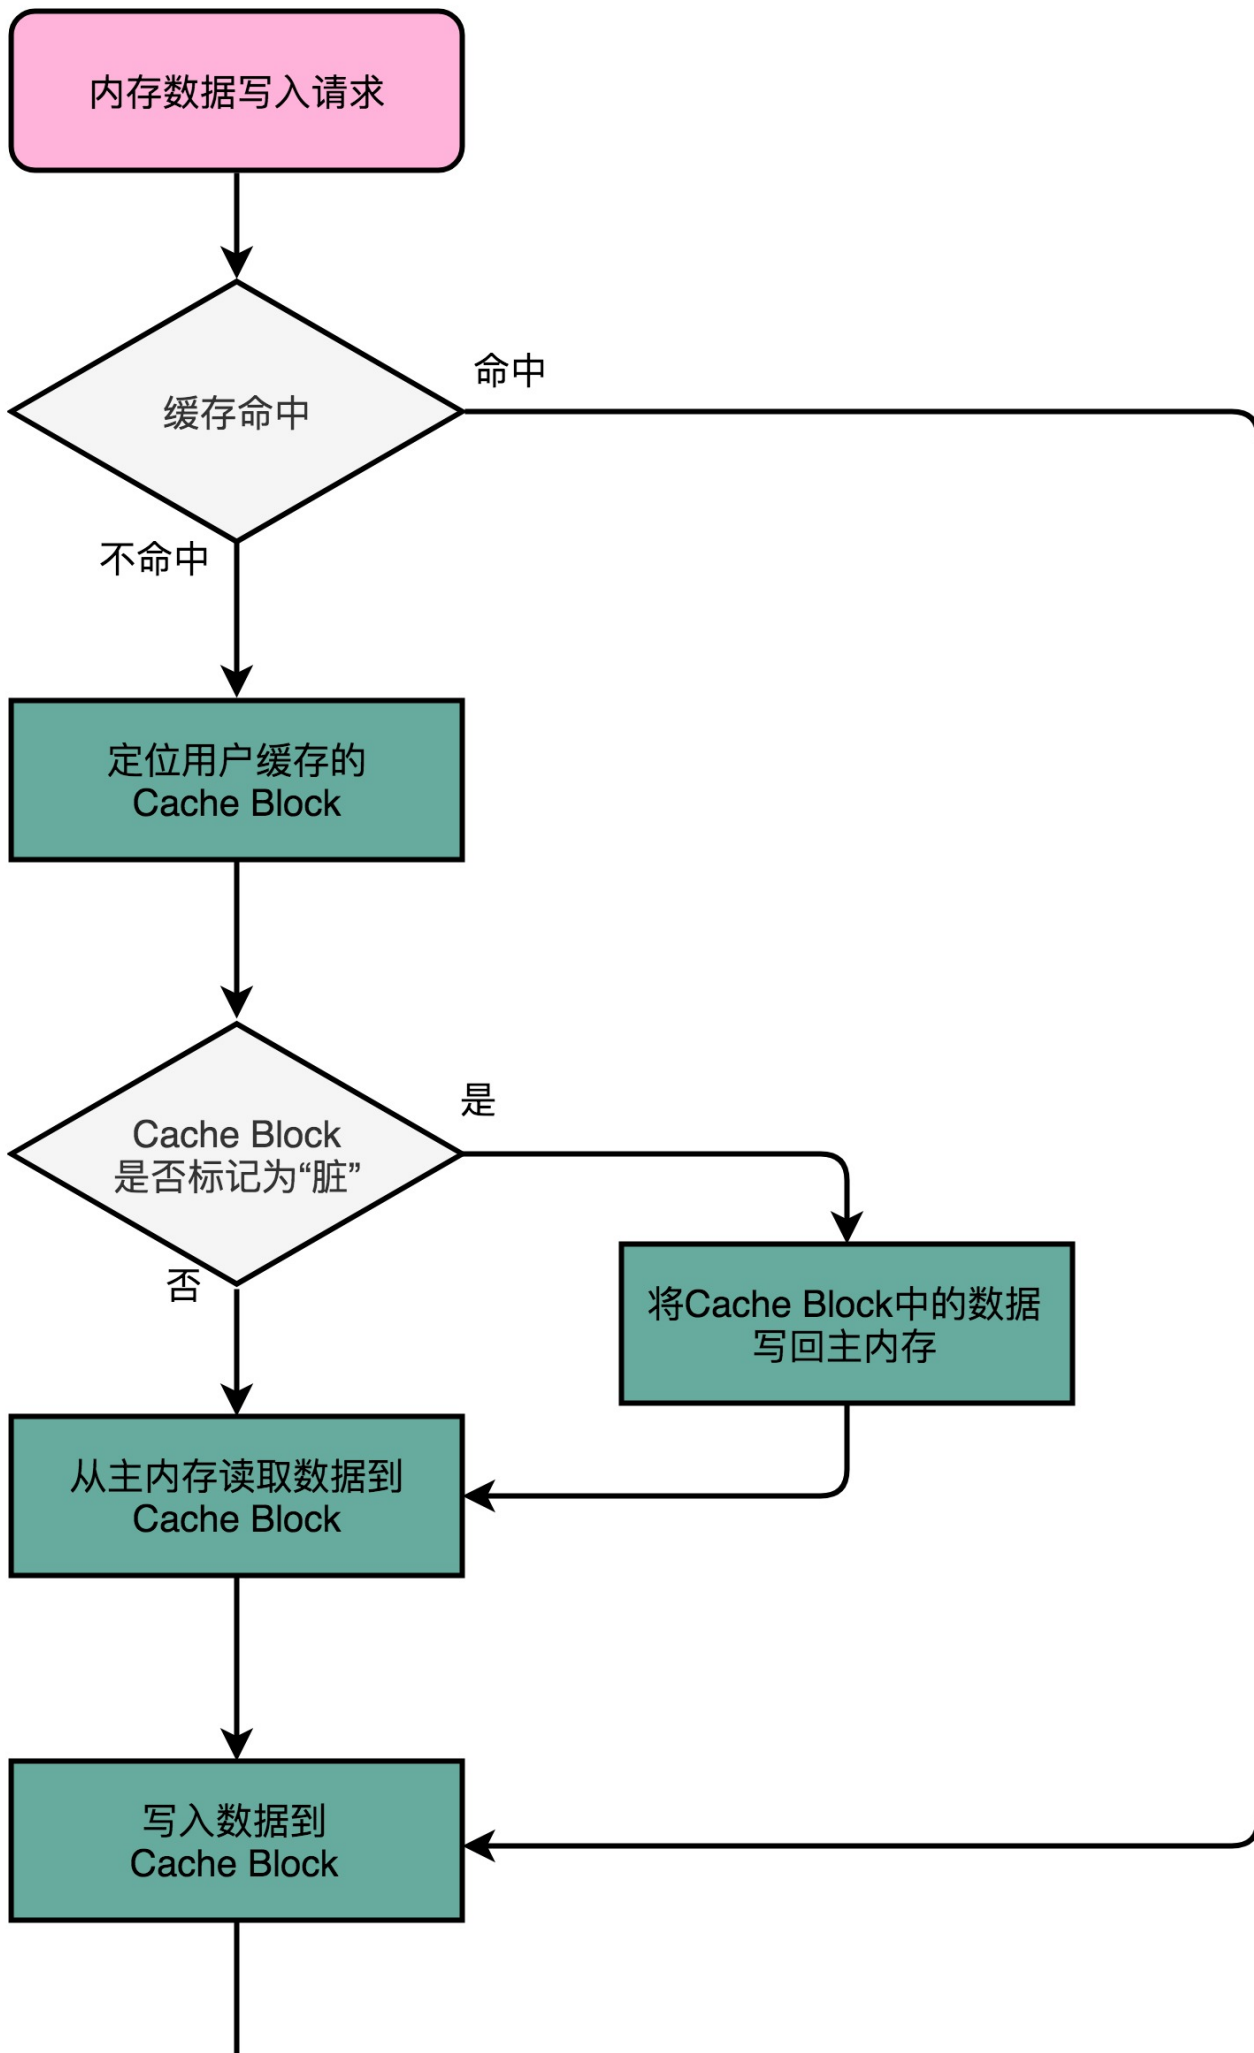 内存数据写入请求
缓存命中
命中
不命中
定位用户缓存的
Cache Block
Cache Block
是否标记为“脏”
是
否
将Cache Block中的数据
写回主内存
从主内存读取数据到
Cache Block
写入数据到
Cache Block